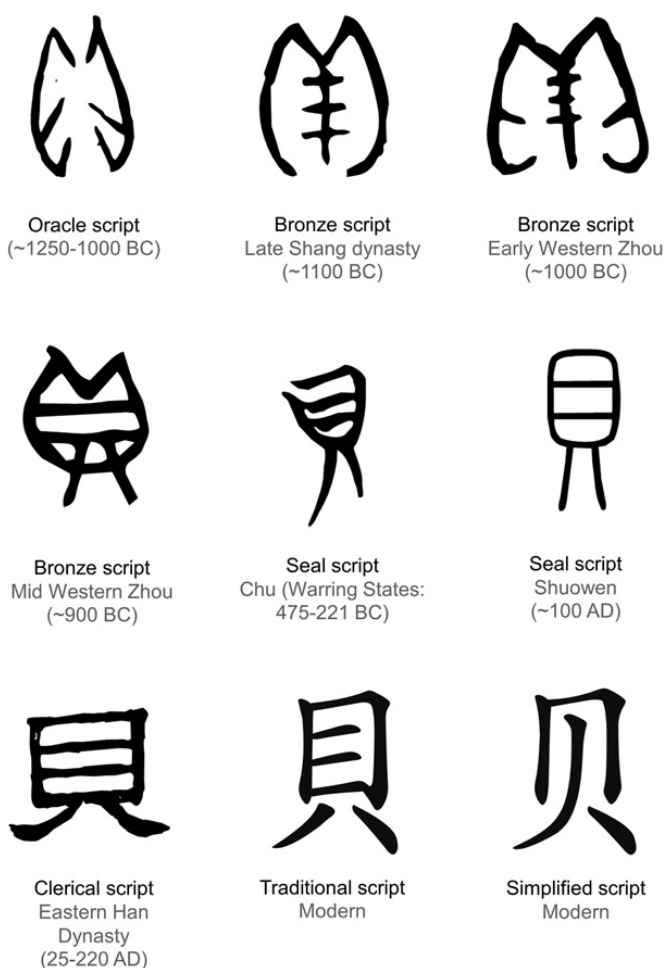 Oracle script
(~1250-1000 BC)
Bronze script
Late Shang dynasty
(~1100 BC)
Bronze script
Early Western Zhou
(~1000 BC)
Bronze script
Mid Western Zhou
(~900 BC)
Seal script
Chu (Warring States:
475-221 BC)
Seal script
Shuowen
(~100 AD)
貝
Clerical script
Eastern Han
Dynasty
(25-220 AD)
貝
Traditional script
Modern
贝
Simplified script
Modern